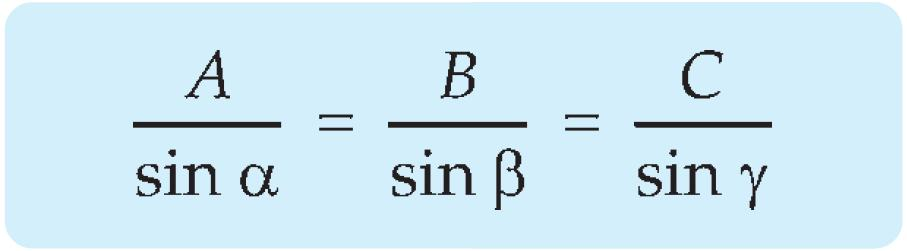 A/sin α = B/sin β = C/sin γ